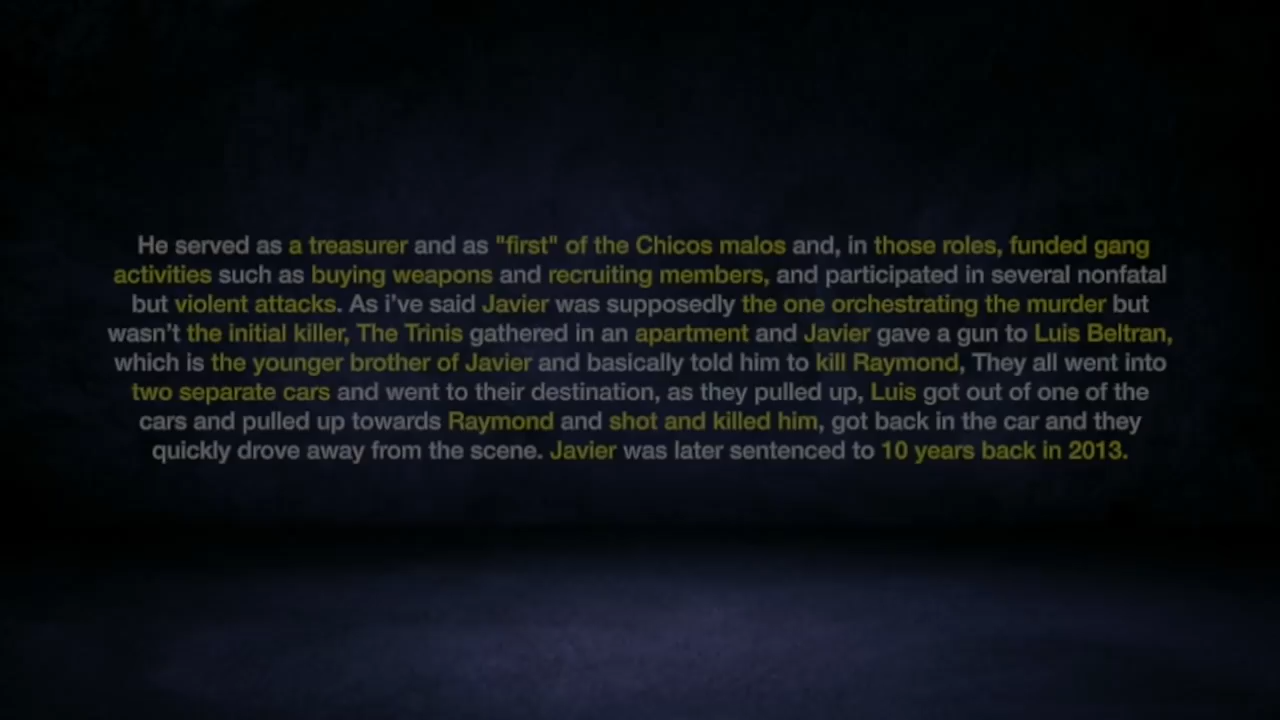 He served as a treasurer and as "first" of the Chicos malos and, in those roles, funded gang
activities such as buying weapons and recruiting members, and participated in several nonfatal
but violent attacks. As i've said Javier was supposedly the one orchestrating the murder but
wasn't the initial killer, The Trinis gathered in an apartment and Javier gave a gun to Luis Beltran,
which is the younger brother of Javier and basically told him to kill Raymond, They all went into
two separate cars and went to their destination, as they pulled up, Luis got out of one of the
cars and pulled up towards Raymond and shot and killed him, got back in the car and they
quickly drove away from the scene. Javier was later sentenced to 10 years back in 2013.